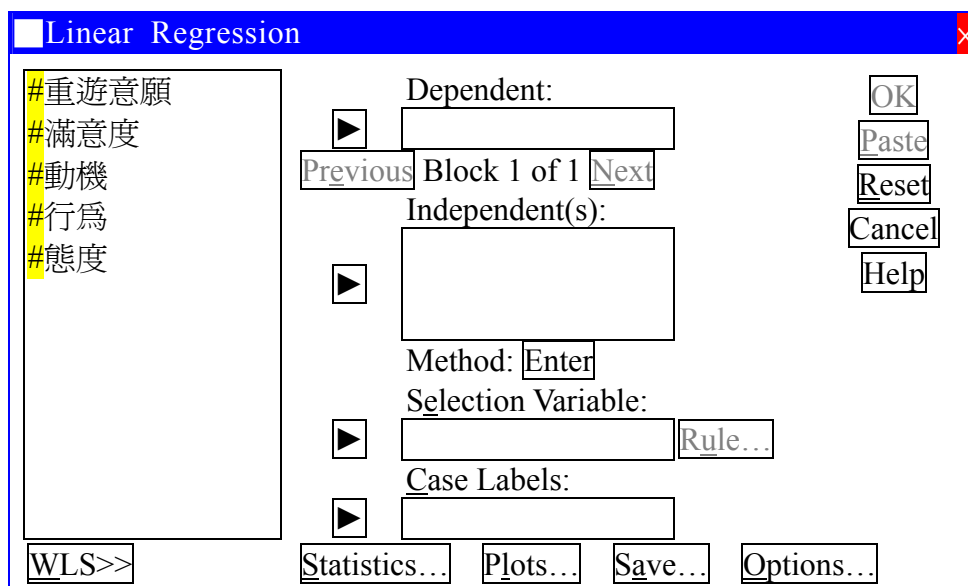 Linear Regression ×
#重遊意願
#滿意度
#動機
#行爲
#態度
Dependent:
►
Previous Block 1 of 1 Next
Independent(s):
►
Method: Enter
Selection Variable:
► Rule…
Case Labels:
►
OK
Paste
Reset
Cancel
Help
WLS>> Statistics… Plots… Save… Options…